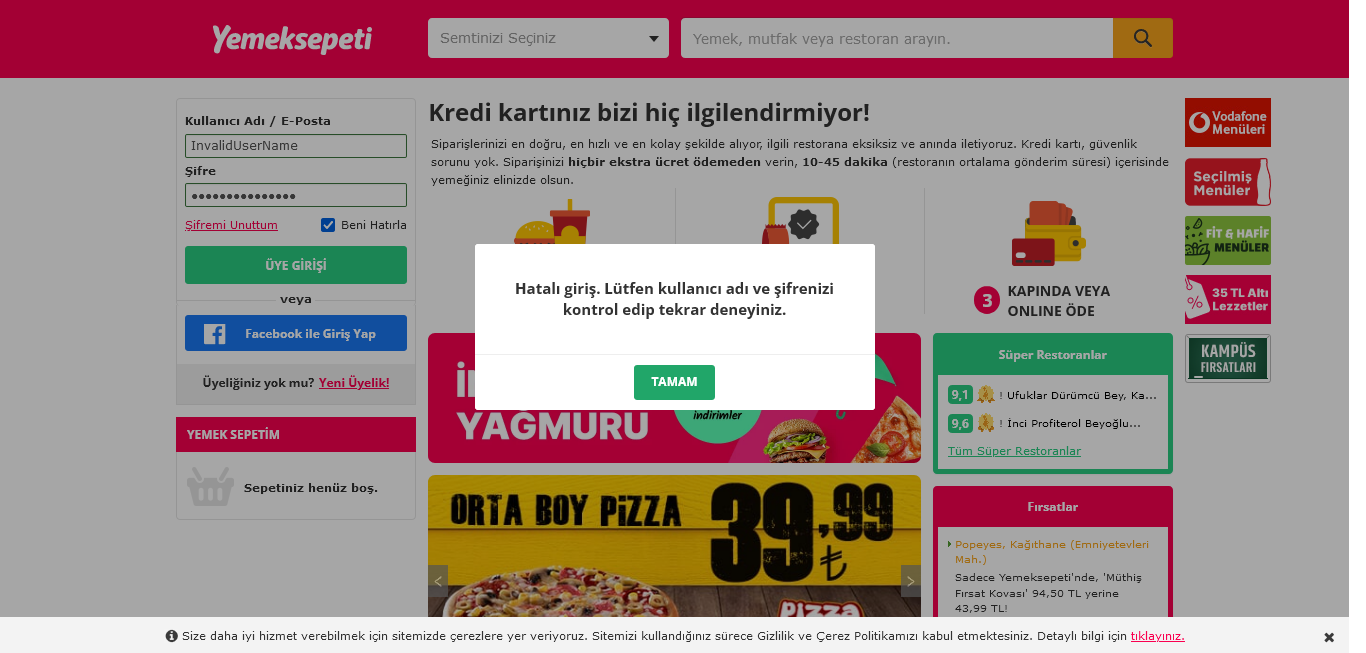 Yemeksepeti
Semtinizi Seçiniz
Yemek, mutfak veya restoran arayın.
Kullanıcı Adı / E-Posta
InvalidUserName
Şifre
Şifremi Unuttum
Beni Hatırla
ÜYE GİRİŞİ
veya
Facebook ile Giriş Yap
Üyeliğiniz yok mu? Yeni Üyelik!
YEMEK SEPETİM
Sepetiniz henüz boş.
Kredi kartınız bizi hiç ilgilendirmiyor!
Siparişlerinizi en doğru, en hızlı ve en kolay şekilde alıyor, ilgili restorana eksiksiz ve anında iletiyoruz. Kredi kartı, güvenlik
sorunu yok. Siparişinizi hiçbir ekstra ücret ödemeden verin, 10-45 dakika (restoranın ortalama gönderim süresi) içerisinde
yemeğiniz elinizde olsun.
3
KAPINDA VEYA
ONLINE ÖDE
Hatalı giriş. Lütfen kullanıcı adı ve şifrenizi
kontrol edip tekrar deneyiniz.
TAMAM
YAĞMURU
indirimler
ORTA BOY PİZZA
39,99
₺
Pizza
<
>
Süper Restoranlar
9,1 ! Ufuklar Dürümcü Bey, Ka...
9,6 ! İnci Profiterol Beyoğlu...
Tüm Süper Restoranlar
Fırsatlar
Popeyes, Kağıthane (Emniyetevleri
Mah.)
Sadece Yemeksepeti'nde, 'Müthiş
Fırsat Kovası' 94,50 TL yerine
43,99 TL!
Vodafone
Menüleri
Seçilmiş
Menüler
FİT & HAFİF
MENÜLER
35 TL Altı
Lezzetler
KAMPÜS
FIRSATLARI
Size daha iyi hizmet verebilmek için sitemizde çerezlere yer veriyoruz. Sitemizi kullandığınız sürece Gizlilik ve Çerez Politikamızı kabul etmektesiniz. Detaylı bilgi için tıklayınız.